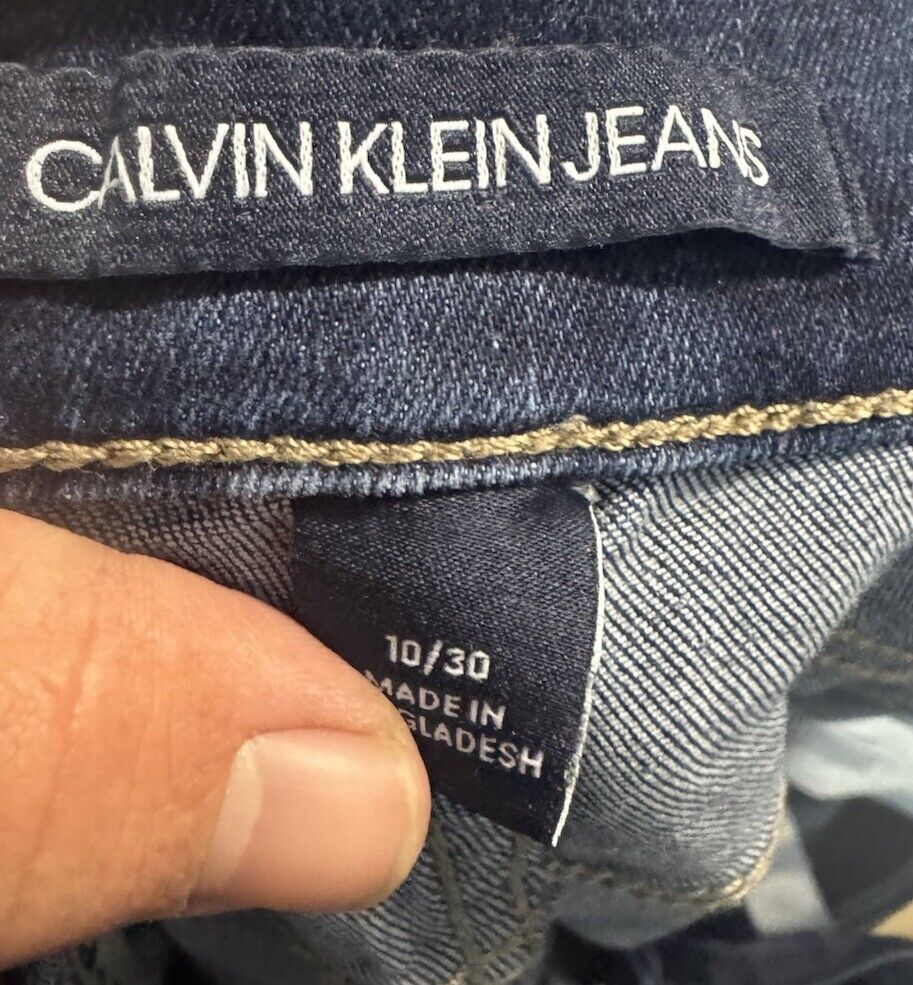 CALVIN KLEIN JEANS
10/30
MADE IN
GLADESH